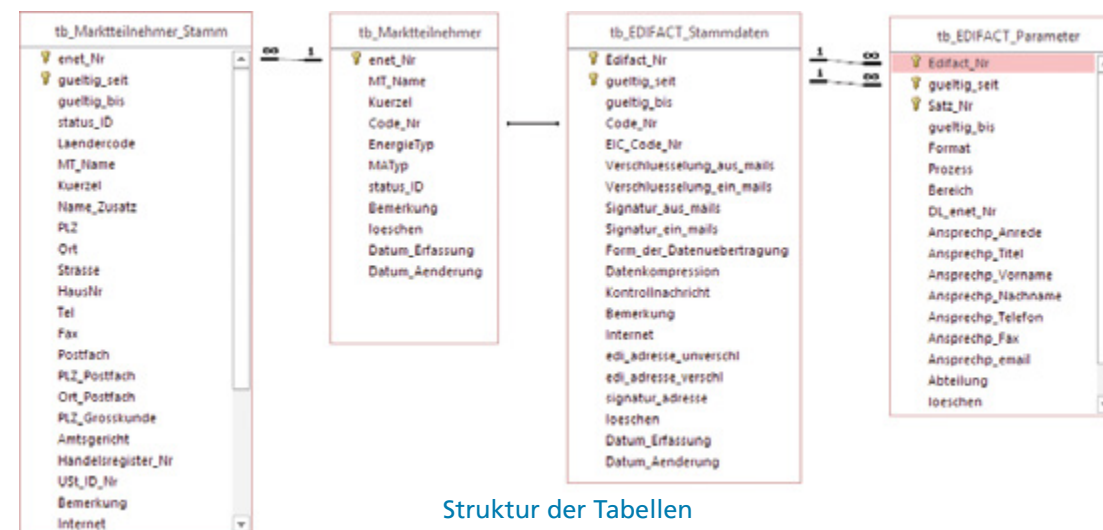 tb_Marktteilnehmer_Stamm
enet_Nr
gueltig_seit
gueltig_bis
status_ID
Laendercode
MT_Name
Kuerzel
Name_Zusatz
PLZ
Ort
Strasse
HausNr
Tel
Fax
Postfach
PLZ_Postfach
Ort_Postfach
PLZ_Grosskunde
Amtsgericht
Handelsregister_Nr
USt_ID_Nr
Bemerkung
Internet
∞ 1
tb_Marktteilnehmer
enet_Nr
MT_Name
Kuerzel
Code_Nr
EnergieTyp
MATyp
status_ID
Bemerkung
loeschen
Datum_Erfassung
Datum_Aenderung
tb_EDIFACT_Stammdaten
Edifact_Nr
gueltig_seit
gueltig_bis
Code_Nr
EIC_Code_Nr
Verschluesselung_aus_mails
Verschluesselung_ein_mails
Signatur_aus_mails
Signatur_ein_mails
Form_der_Datenuebertragung
Datenkompression
Kontrollnachricht
Bemerkung
Internet
edi_adresse_unverschl
edi_adresse_verschl
signatur_adresse
loeschen
Datum_Erfassung
Datum_Aenderung
1 ∞
1 ∞
tb_EDIFACT_Parameter
Edifact_Nr
gueltig_seit
Satz_Nr
gueltig_bis
Format
Prozess
Bereich
DL_enet_Nr
Ansprechp_Anrede
Ansprechp_Titel
Ansprechp_Vorname
Ansprechp_Nachname
Ansprechp_Telefon
Ansprechp_Fax
Ansprechp_email
Abteilung
loeschen
Struktur der Tabellen